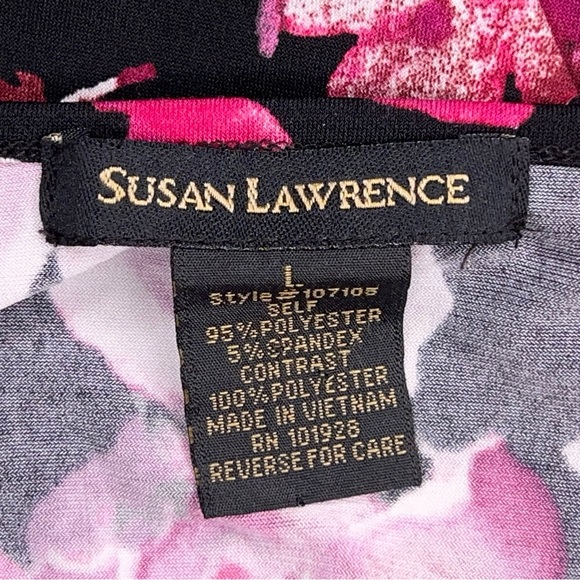 SUSAN LAWRENCE
L
Style # 107105
SELF
95% POLYESTER
5% SPANDEX
CONTRAST
100% POLYESTER
MADE IN VIETNAM
RN 101928
REVERSE FOR CARE